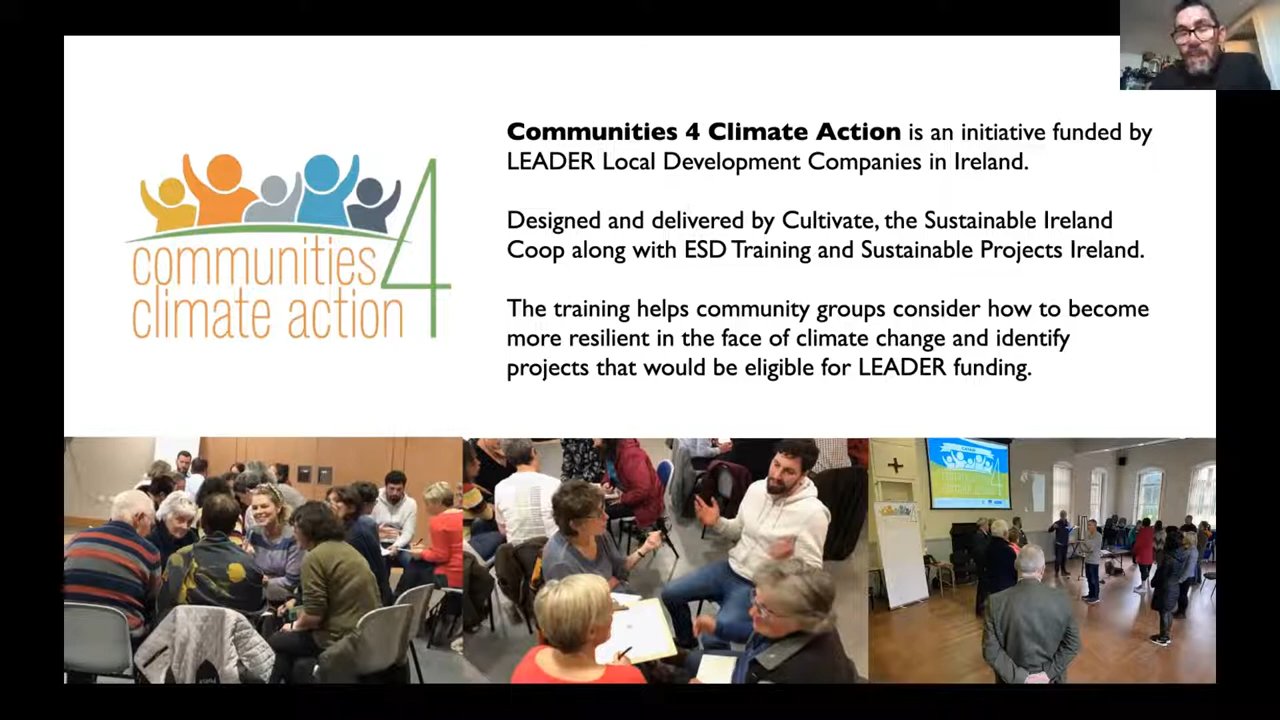 Communities 4 Climate Action is an initiative funded by
LEADER Local Development Companies in Ireland.
Designed and delivered by Cultivate, the Sustainable Ireland
Coop along with ESD Training and Sustainable Projects Ireland.
The training helps community groups consider how to become
more resilient in the face of climate change and identify
projects that would be eligible for LEADER funding.
communities 4
climate action